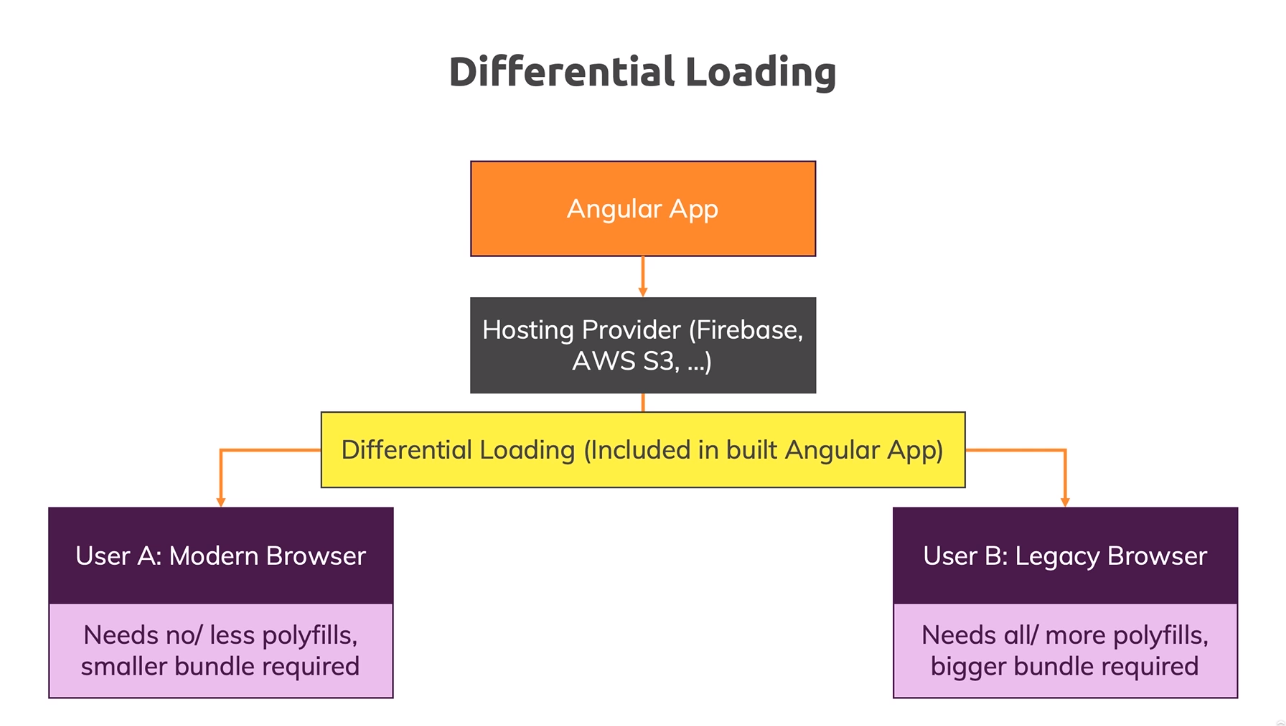 Differential Loading
Angular App
Hosting Provider (Firebase,
AWS S3, ...)
Differential Loading (Included in built Angular App)
User A: Modern Browser
Needs no/ less polyfills,
smaller bundle required
User B: Legacy Browser
Needs all/ more polyfills,
bigger bundle required